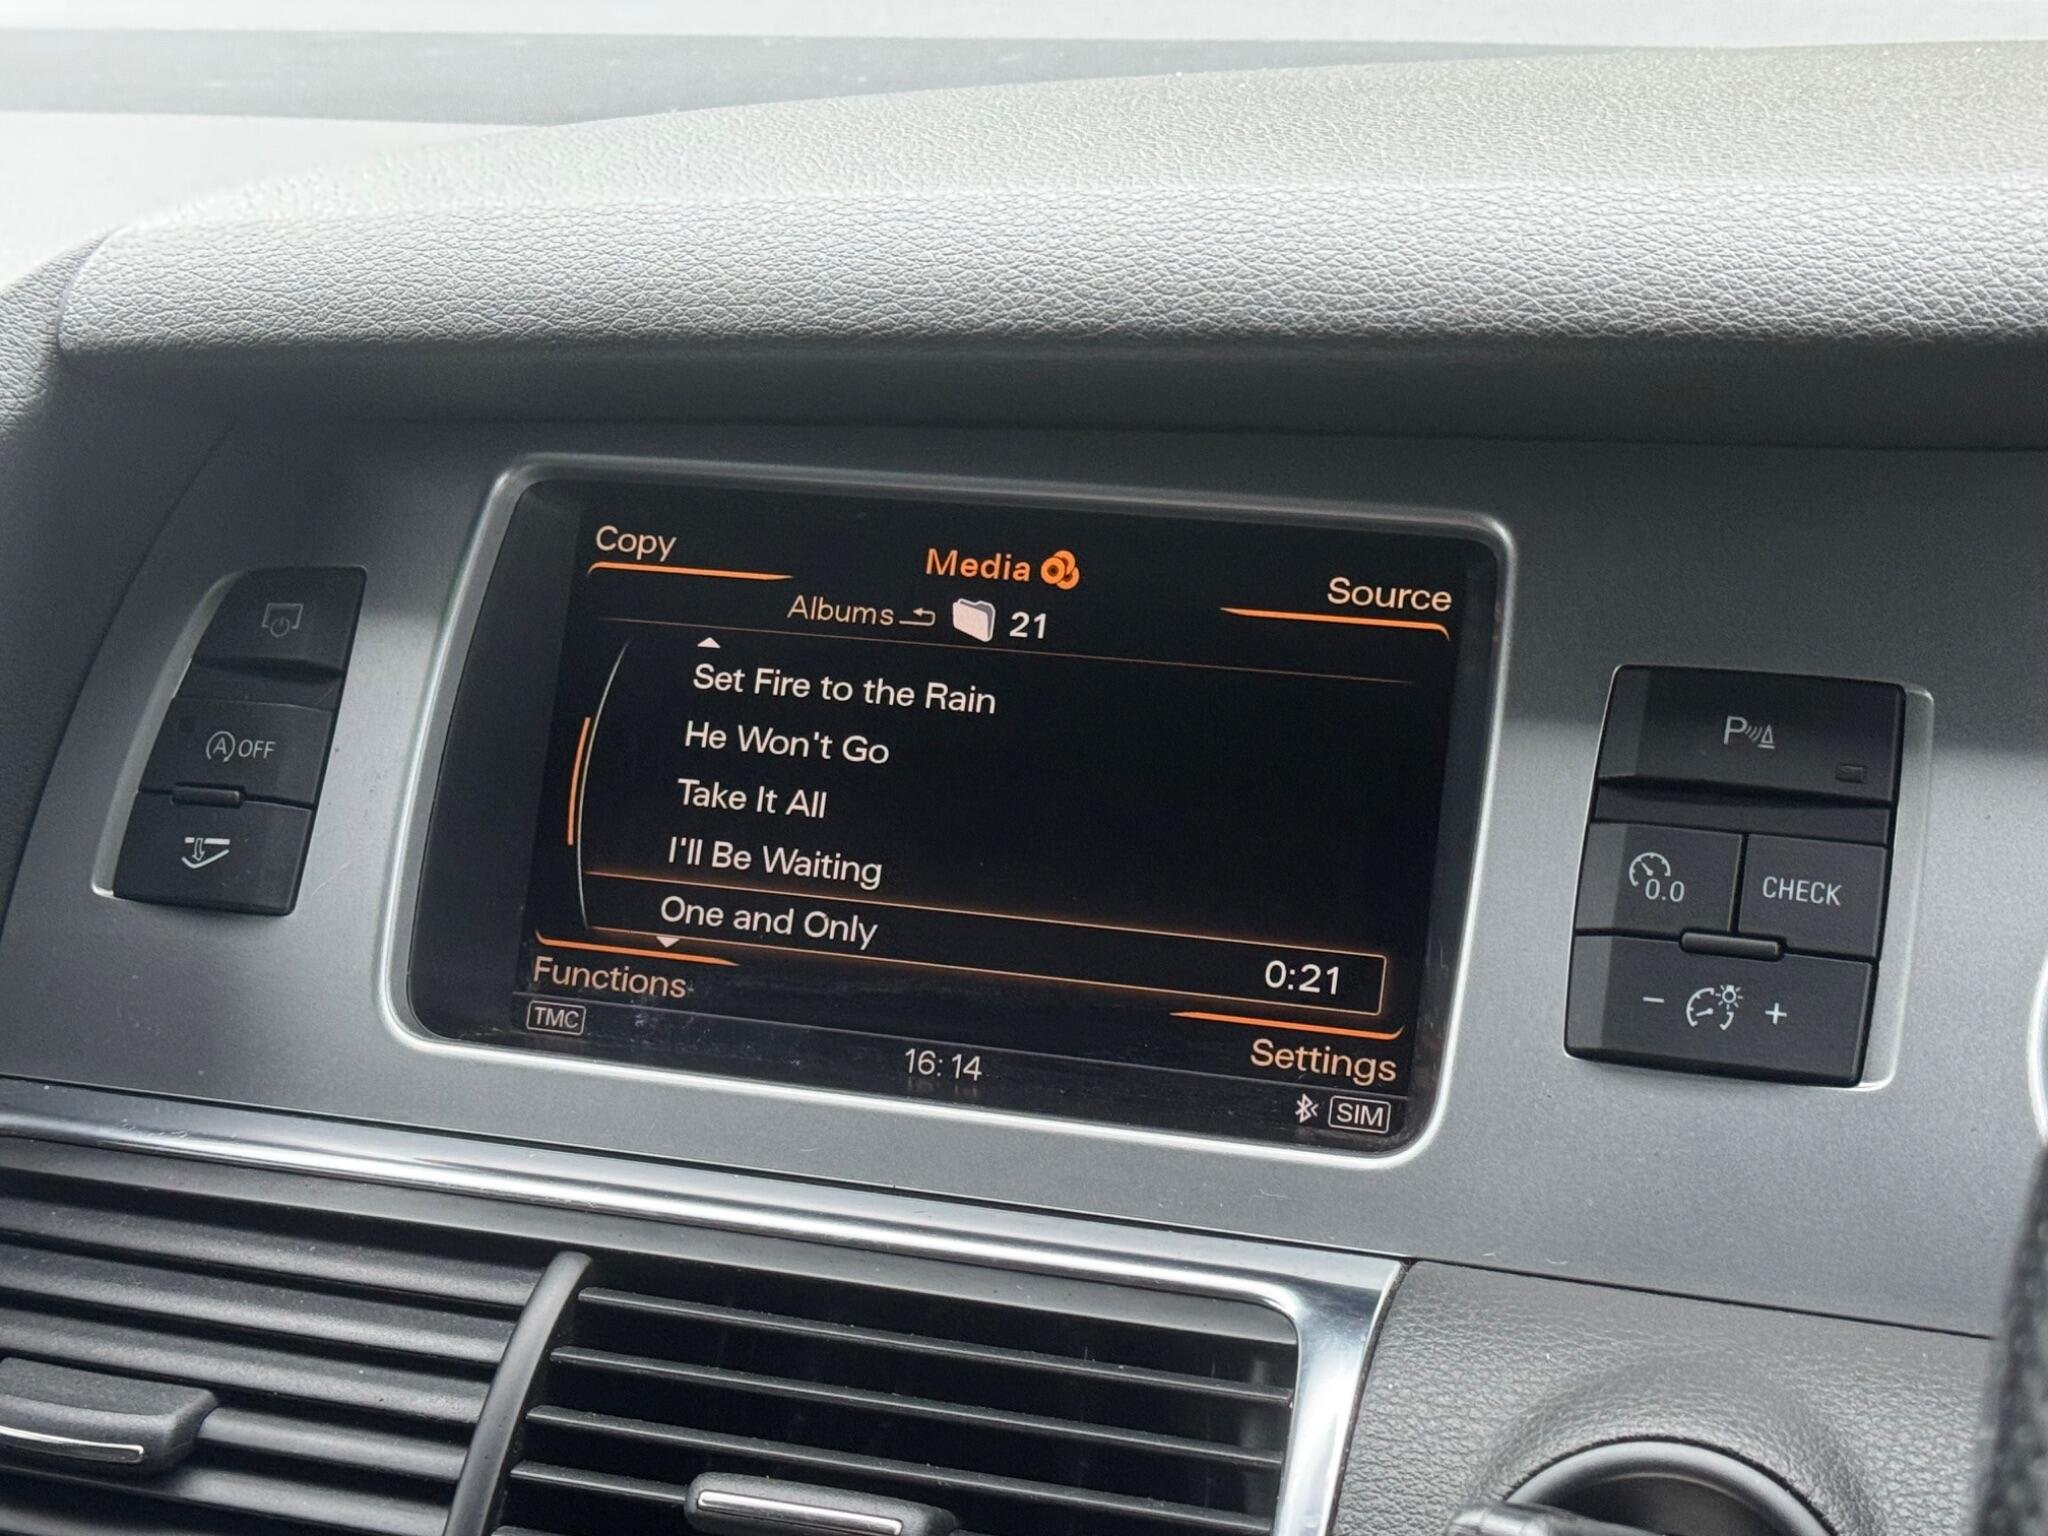 Copy
Media
Source
Albums 21
Set Fire to the Rain
He Won't Go
Take It All
I'll Be Waiting
One and Only 0:21
Functions
Settings
TMC
16:14
SIM
A OFF
P
0.0 CHECK
- +